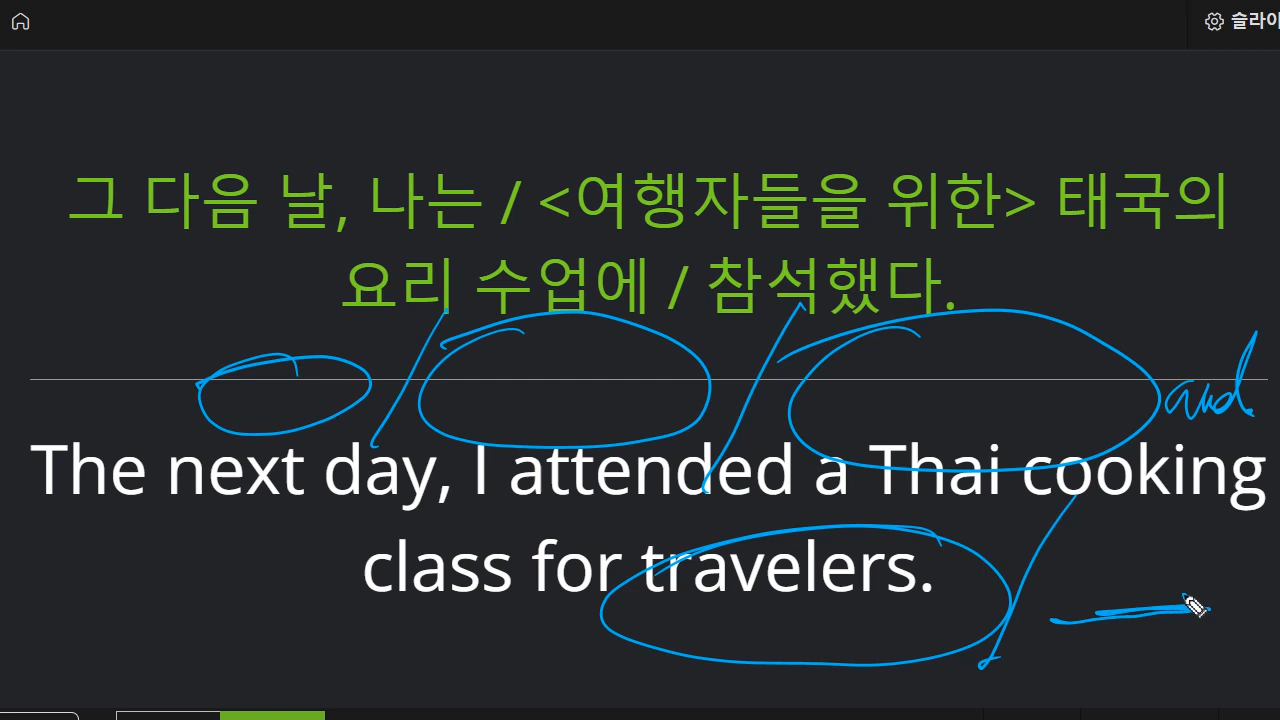 슬라이
그 다음 날, 나는 / <여행자들을 위한> 태국의
요리 수업에 / 참석했다.
and
The next day, I attended a Thai cooking
class for travelers.